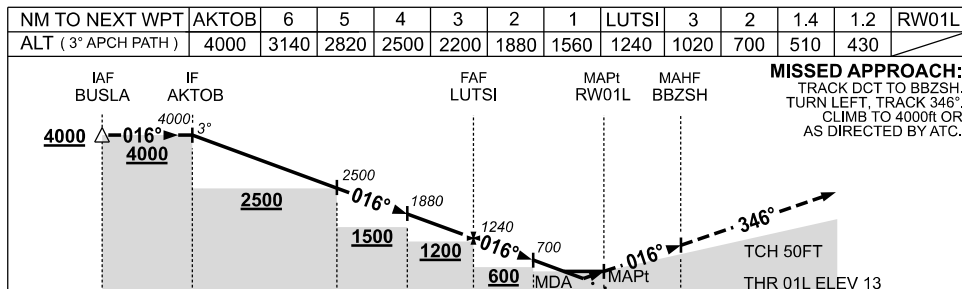 NM TO NEXT WPT AKTOB 6 5 4 3 2 1 LUTSI 3 2 1.4 1.2 RW01L
ALT ( 3° APCH PATH ) 4000 3140 2820 2500 2200 1880 1560 1240 1020 700 510 430
IAF
BUSLA
IF
AKTOB
FAF
LUTSI
MAPt
RW01L
MAHF
BBZSH
MISSED APPROACH:
TRACK DCT TO BBZSH.
TURN LEFT, TRACK 346°.
CLIMB TO 4000ft OR
AS DIRECTED BY ATC.
4000
016°
4000
4000
3°
2500
2500
016°
1880
1500
1240
1200
016°
700
600
MDA
MAPt
016°
346°
TCH 50FT
THR 01L ELEV 13